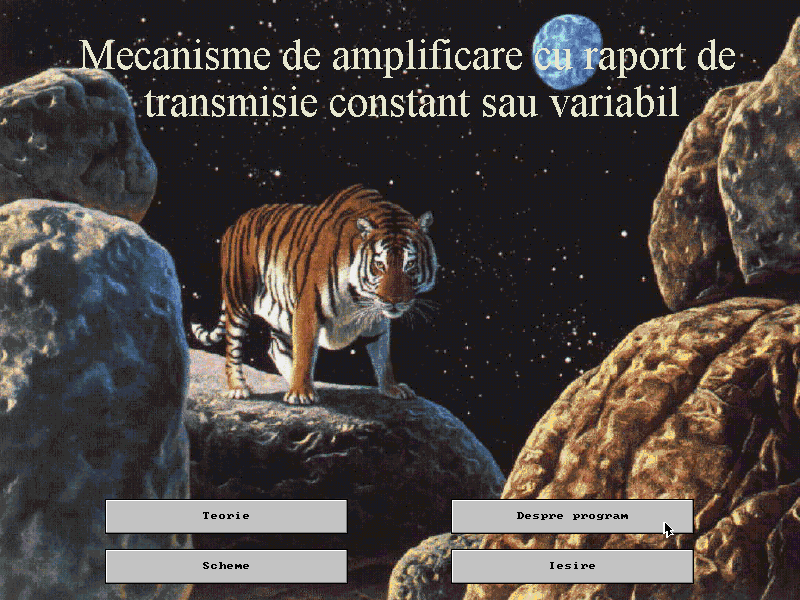 Mecanisme de amplificare cu raport de
transmisie constant sau variabil
Teorie
Despre program
Scheme
Iesire